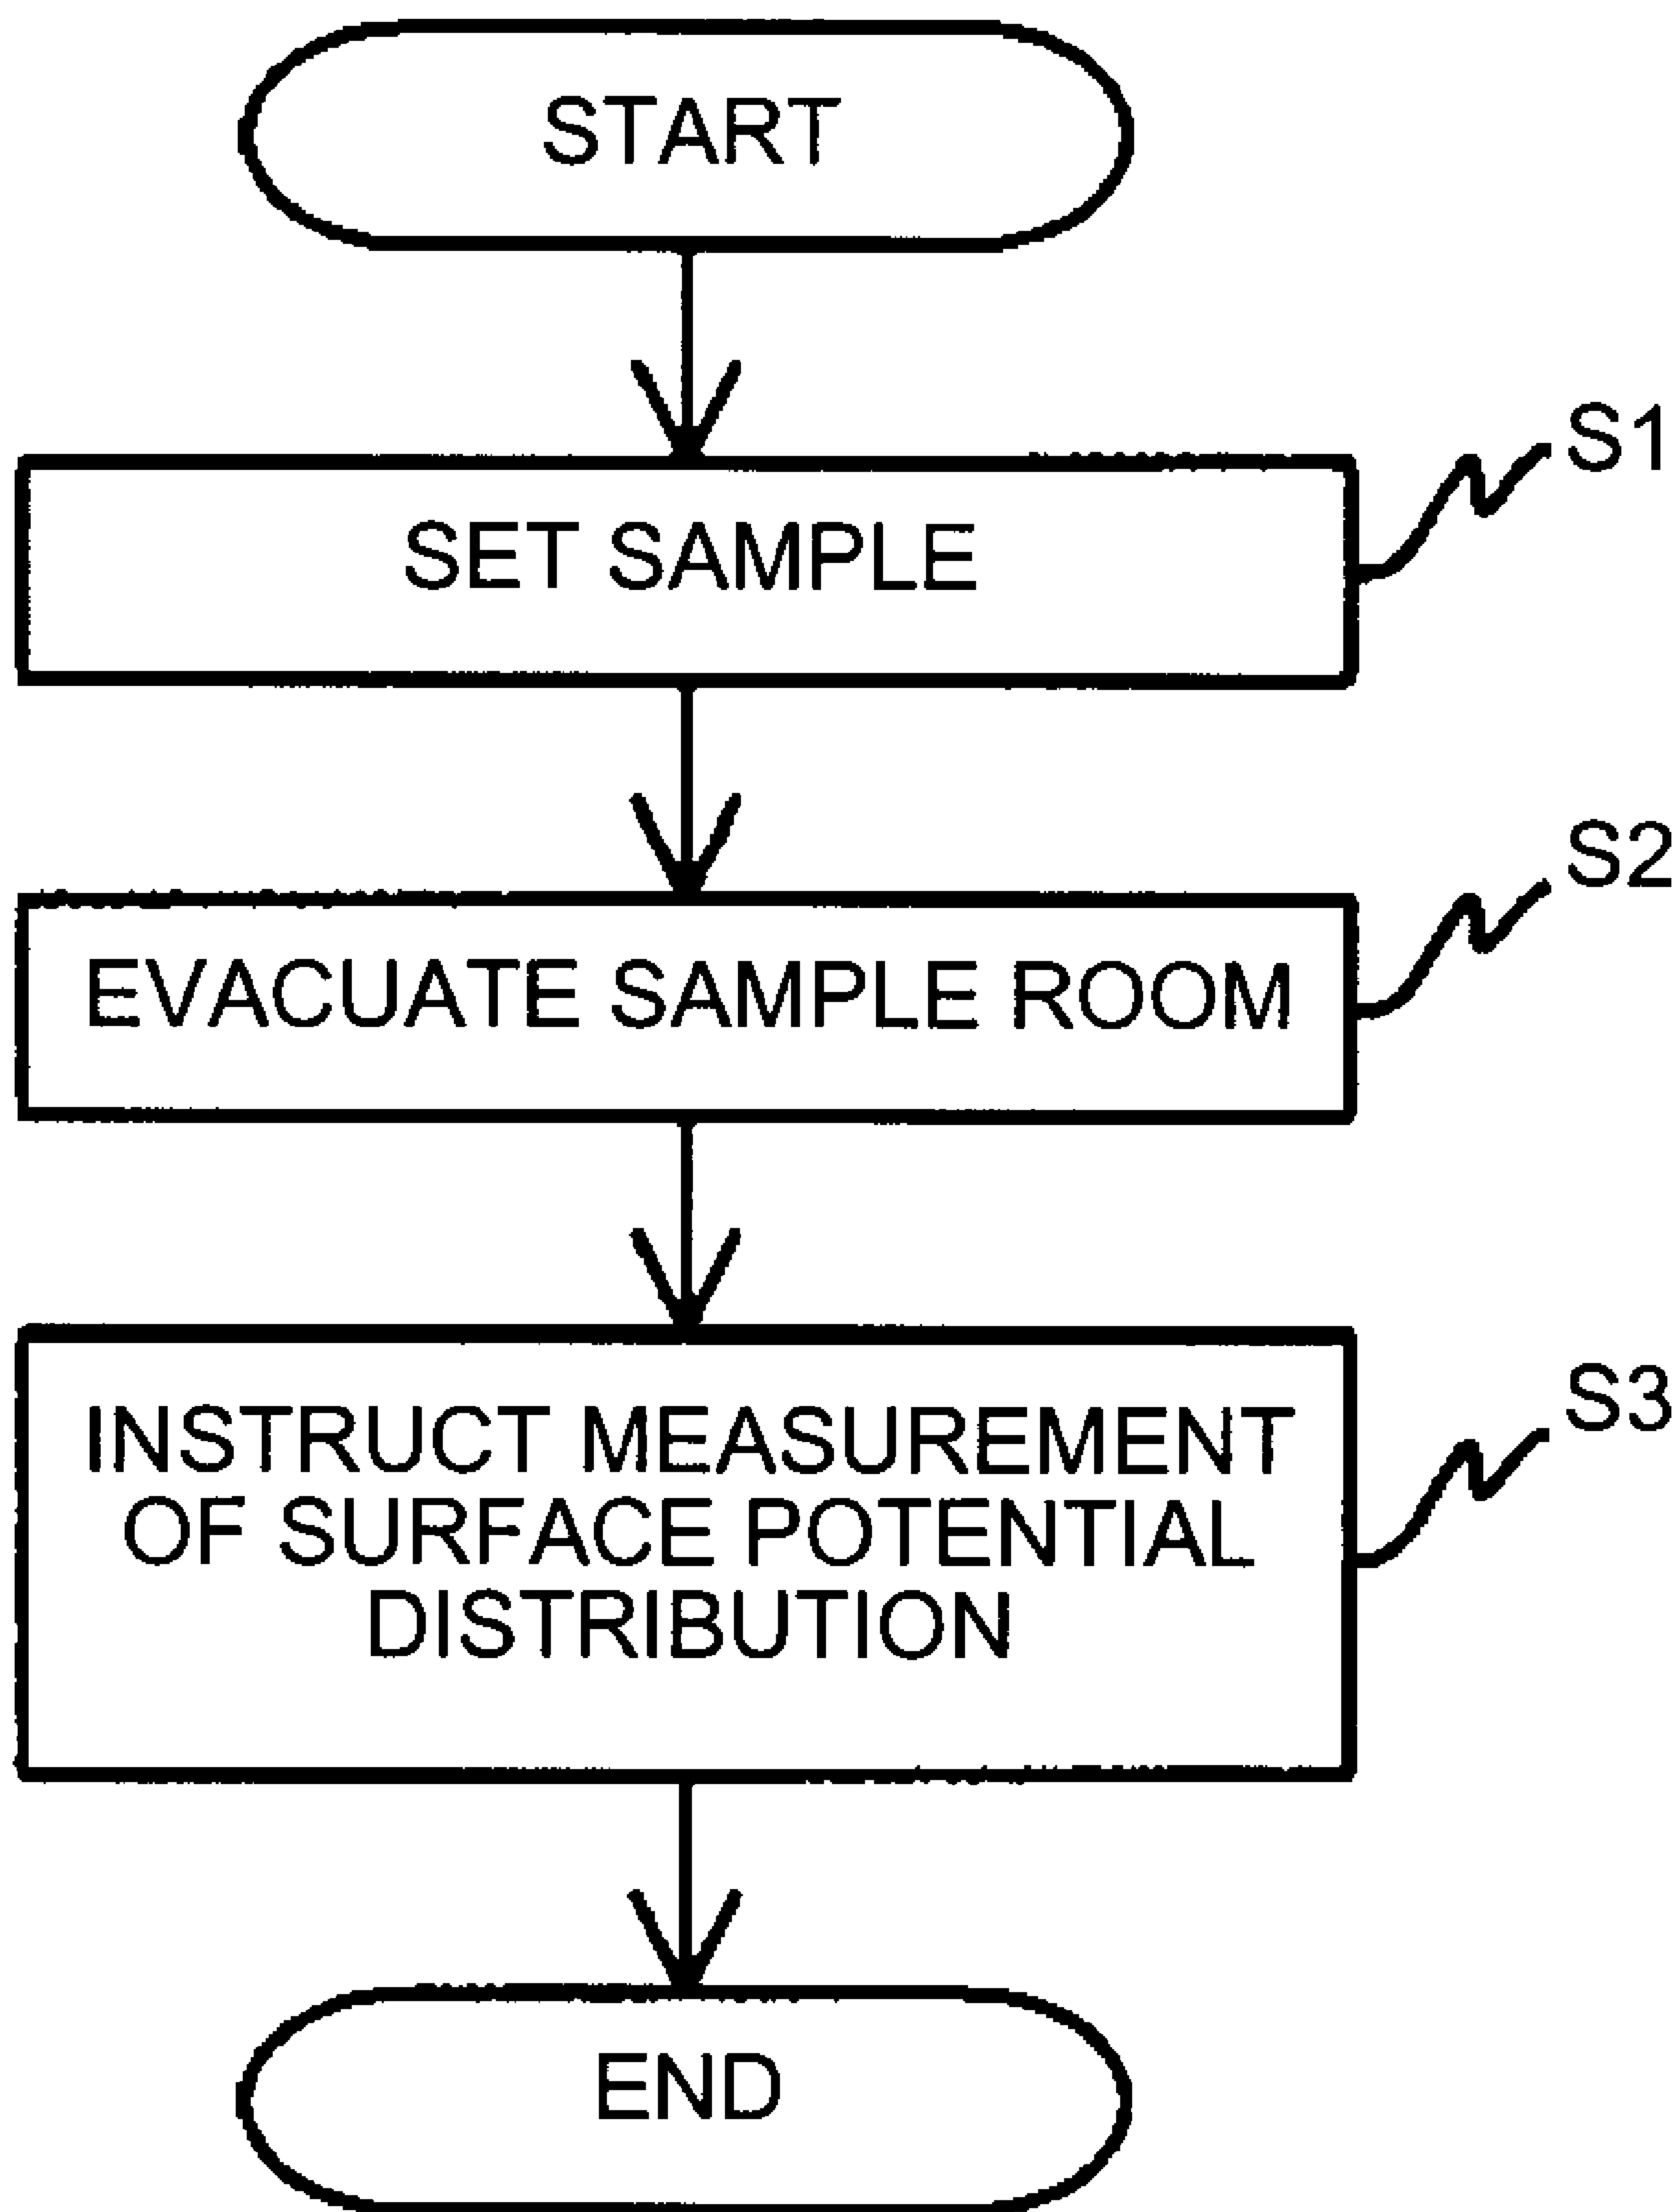 START
S1
SET SAMPLE
S2
EVACUATE SAMPLE ROOM
S3
INSTRUCT MEASUREMENT
OF SURFACE POTENTIAL
DISTRIBUTION
END